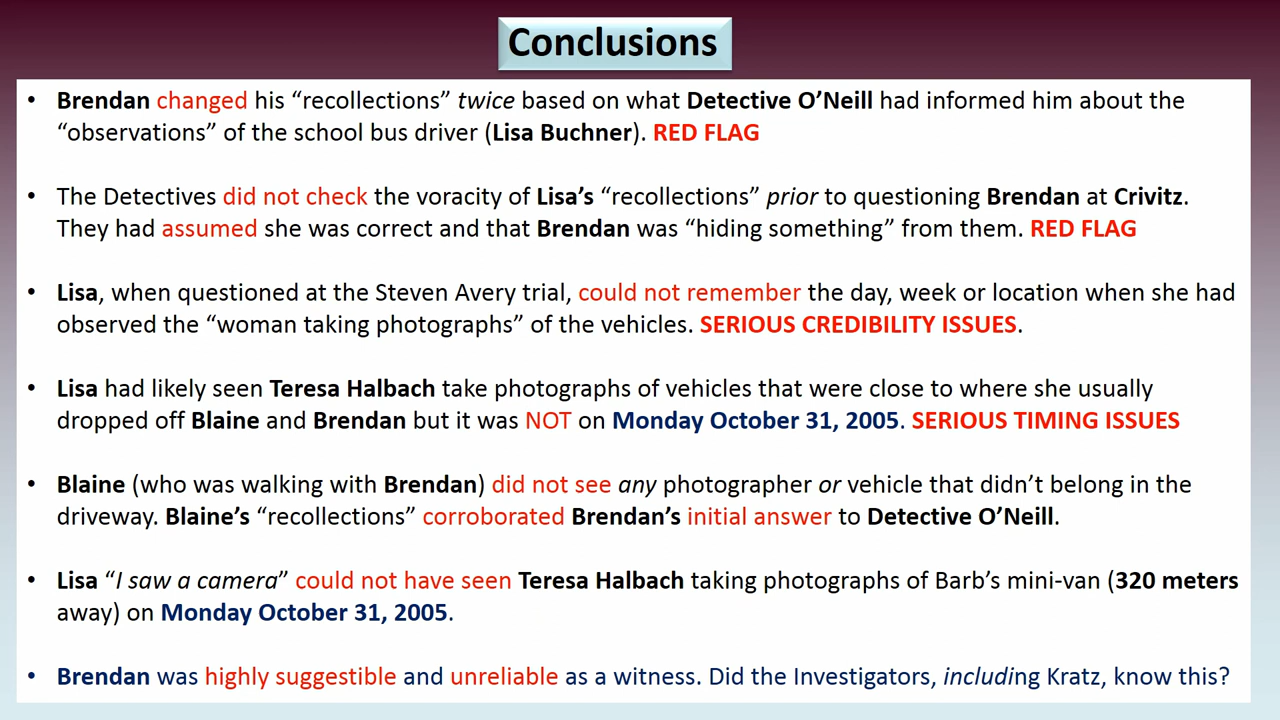 Conclusions
• Brendan changed his “recollections” twice based on what Detective O’Neill had informed him about the
“observations” of the school bus driver (Lisa Buchner). RED FLAG
• The Detectives did not check the voracity of Lisa’s “recollections” prior to questioning Brendan at Crivitz.
They had assumed she was correct and that Brendan was “hiding something” from them. RED FLAG
• Lisa, when questioned at the Steven Avery trial, could not remember the day, week or location when she had
observed the “woman taking photographs” of the vehicles. SERIOUS CREDIBILITY ISSUES.
• Lisa had likely seen Teresa Halbach take photographs of vehicles that were close to where she usually
dropped off Blaine and Brendan but it was NOT on Monday October 31, 2005. SERIOUS TIMING ISSUES
• Blaine (who was walking with Brendan) did not see any photographer or vehicle that didn’t belong in the
driveway. Blaine’s “recollections” corroborated Brendan’s initial answer to Detective O’Neill.
• Lisa “I saw a camera” could not have seen Teresa Halbach taking photographs of Barb’s mini-van (320 meters
away) on Monday October 31, 2005.
• Brendan was highly suggestible and unreliable as a witness. Did the Investigators, including Kratz, know this?